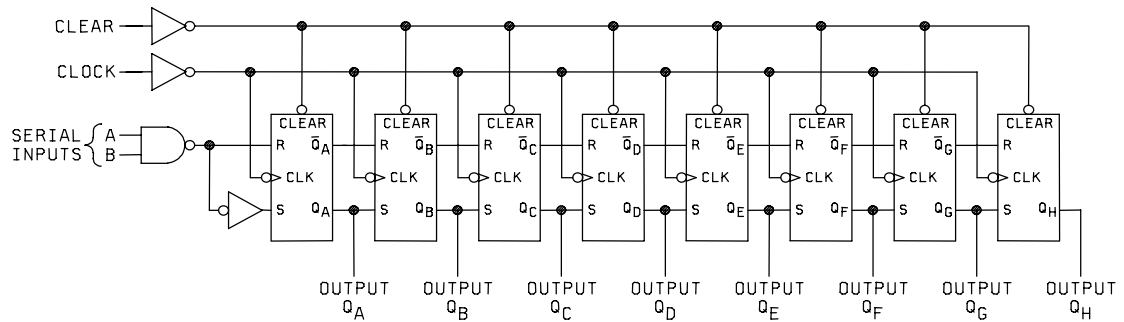 CLEAR
CLOCK
SERIAL INPUTS { A B
CLEAR CLEAR CLEAR CLEAR CLEAR CLEAR CLEAR CLEAR
R Q̄A R Q̄B R Q̄C R Q̄D R Q̄E R Q̄F R Q̄G R
CLK CLK CLK CLK CLK CLK CLK CLK
S QA S QB S QC S QD S QE S QF S QG S QH
OUTPUT OUTPUT OUTPUT OUTPUT OUTPUT OUTPUT OUTPUT OUTPUT
QA QB QC QD QE QF QG QH